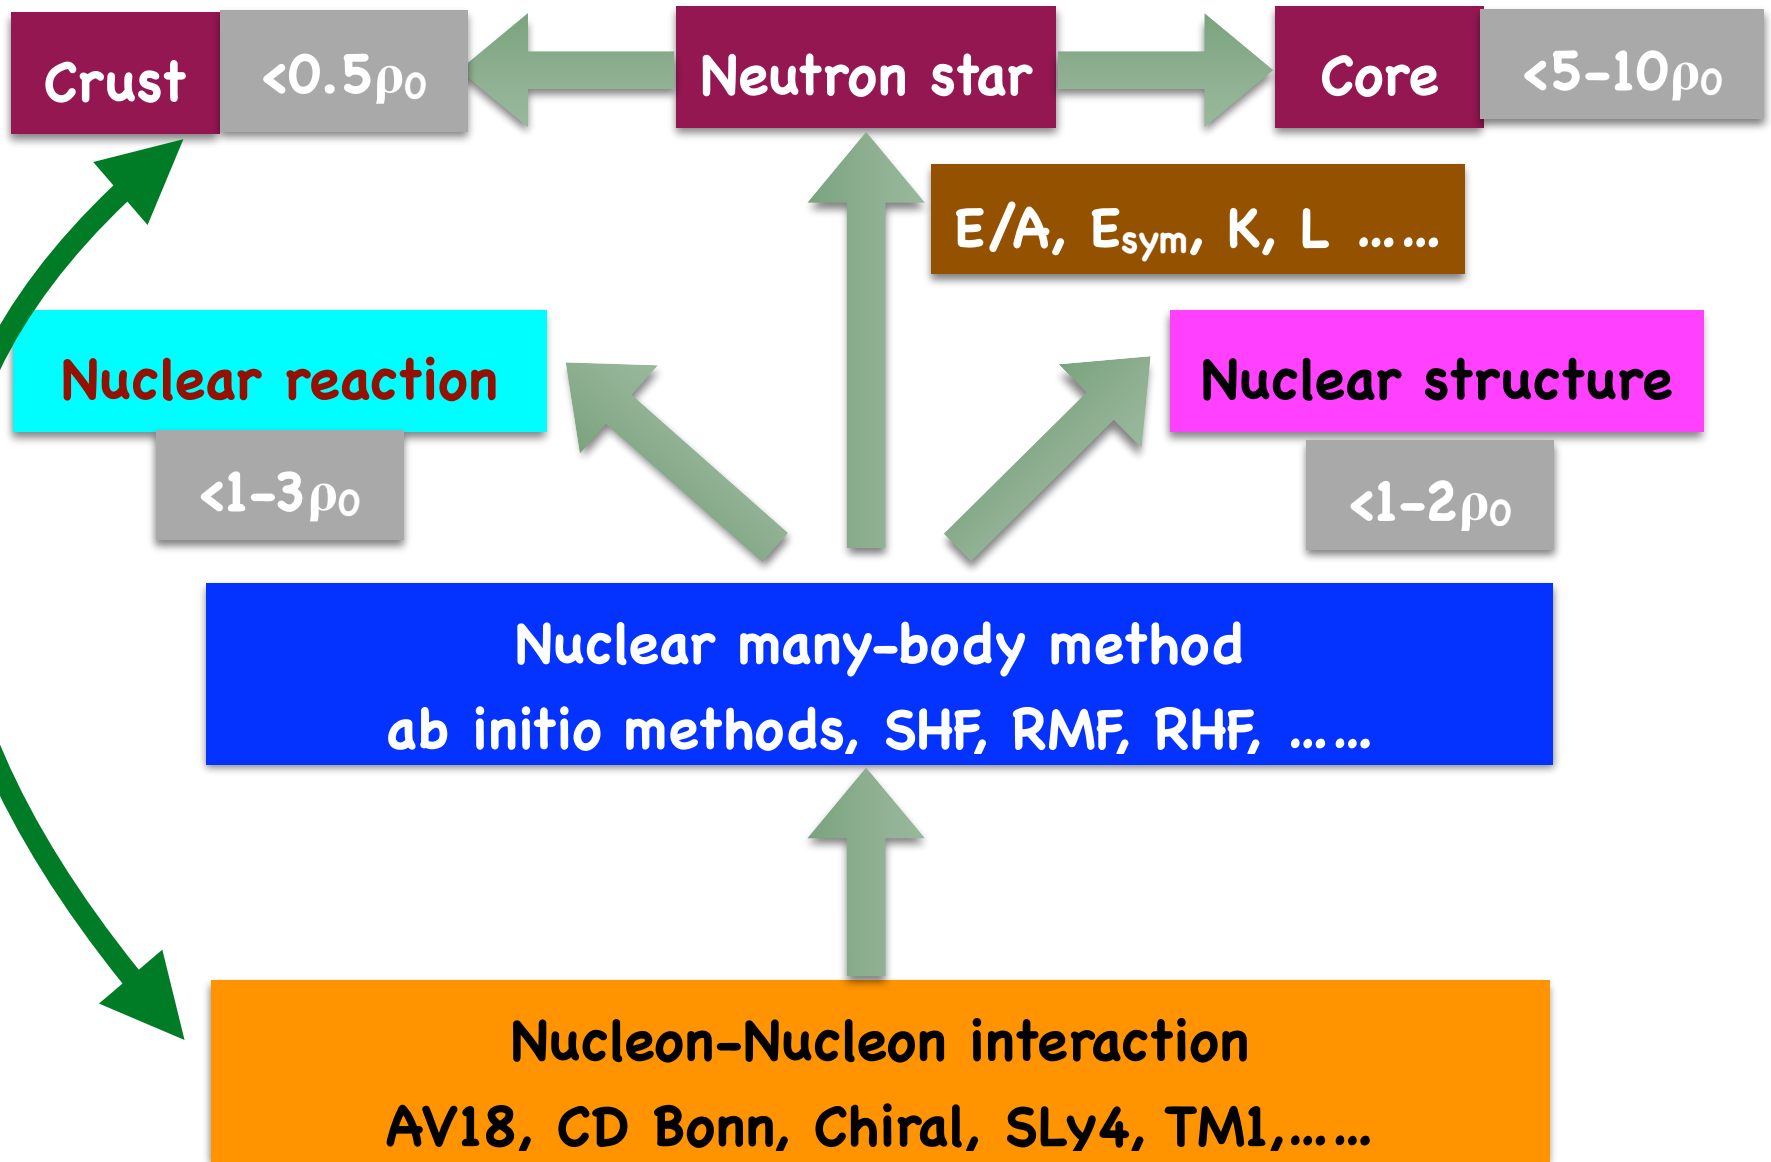 Crust
<0.5ρ₀
Neutron star
Core
<5-10ρ₀
E/A, Esym, K, L ……
Nuclear reaction
Nuclear structure
<1-3ρ₀
<1-2ρ₀
Nuclear many-body method
ab initio methods, SHF, RMF, RHF, ……
Nucleon-Nucleon interaction
AV18, CD Bonn, Chiral, SLy4, TM1,……